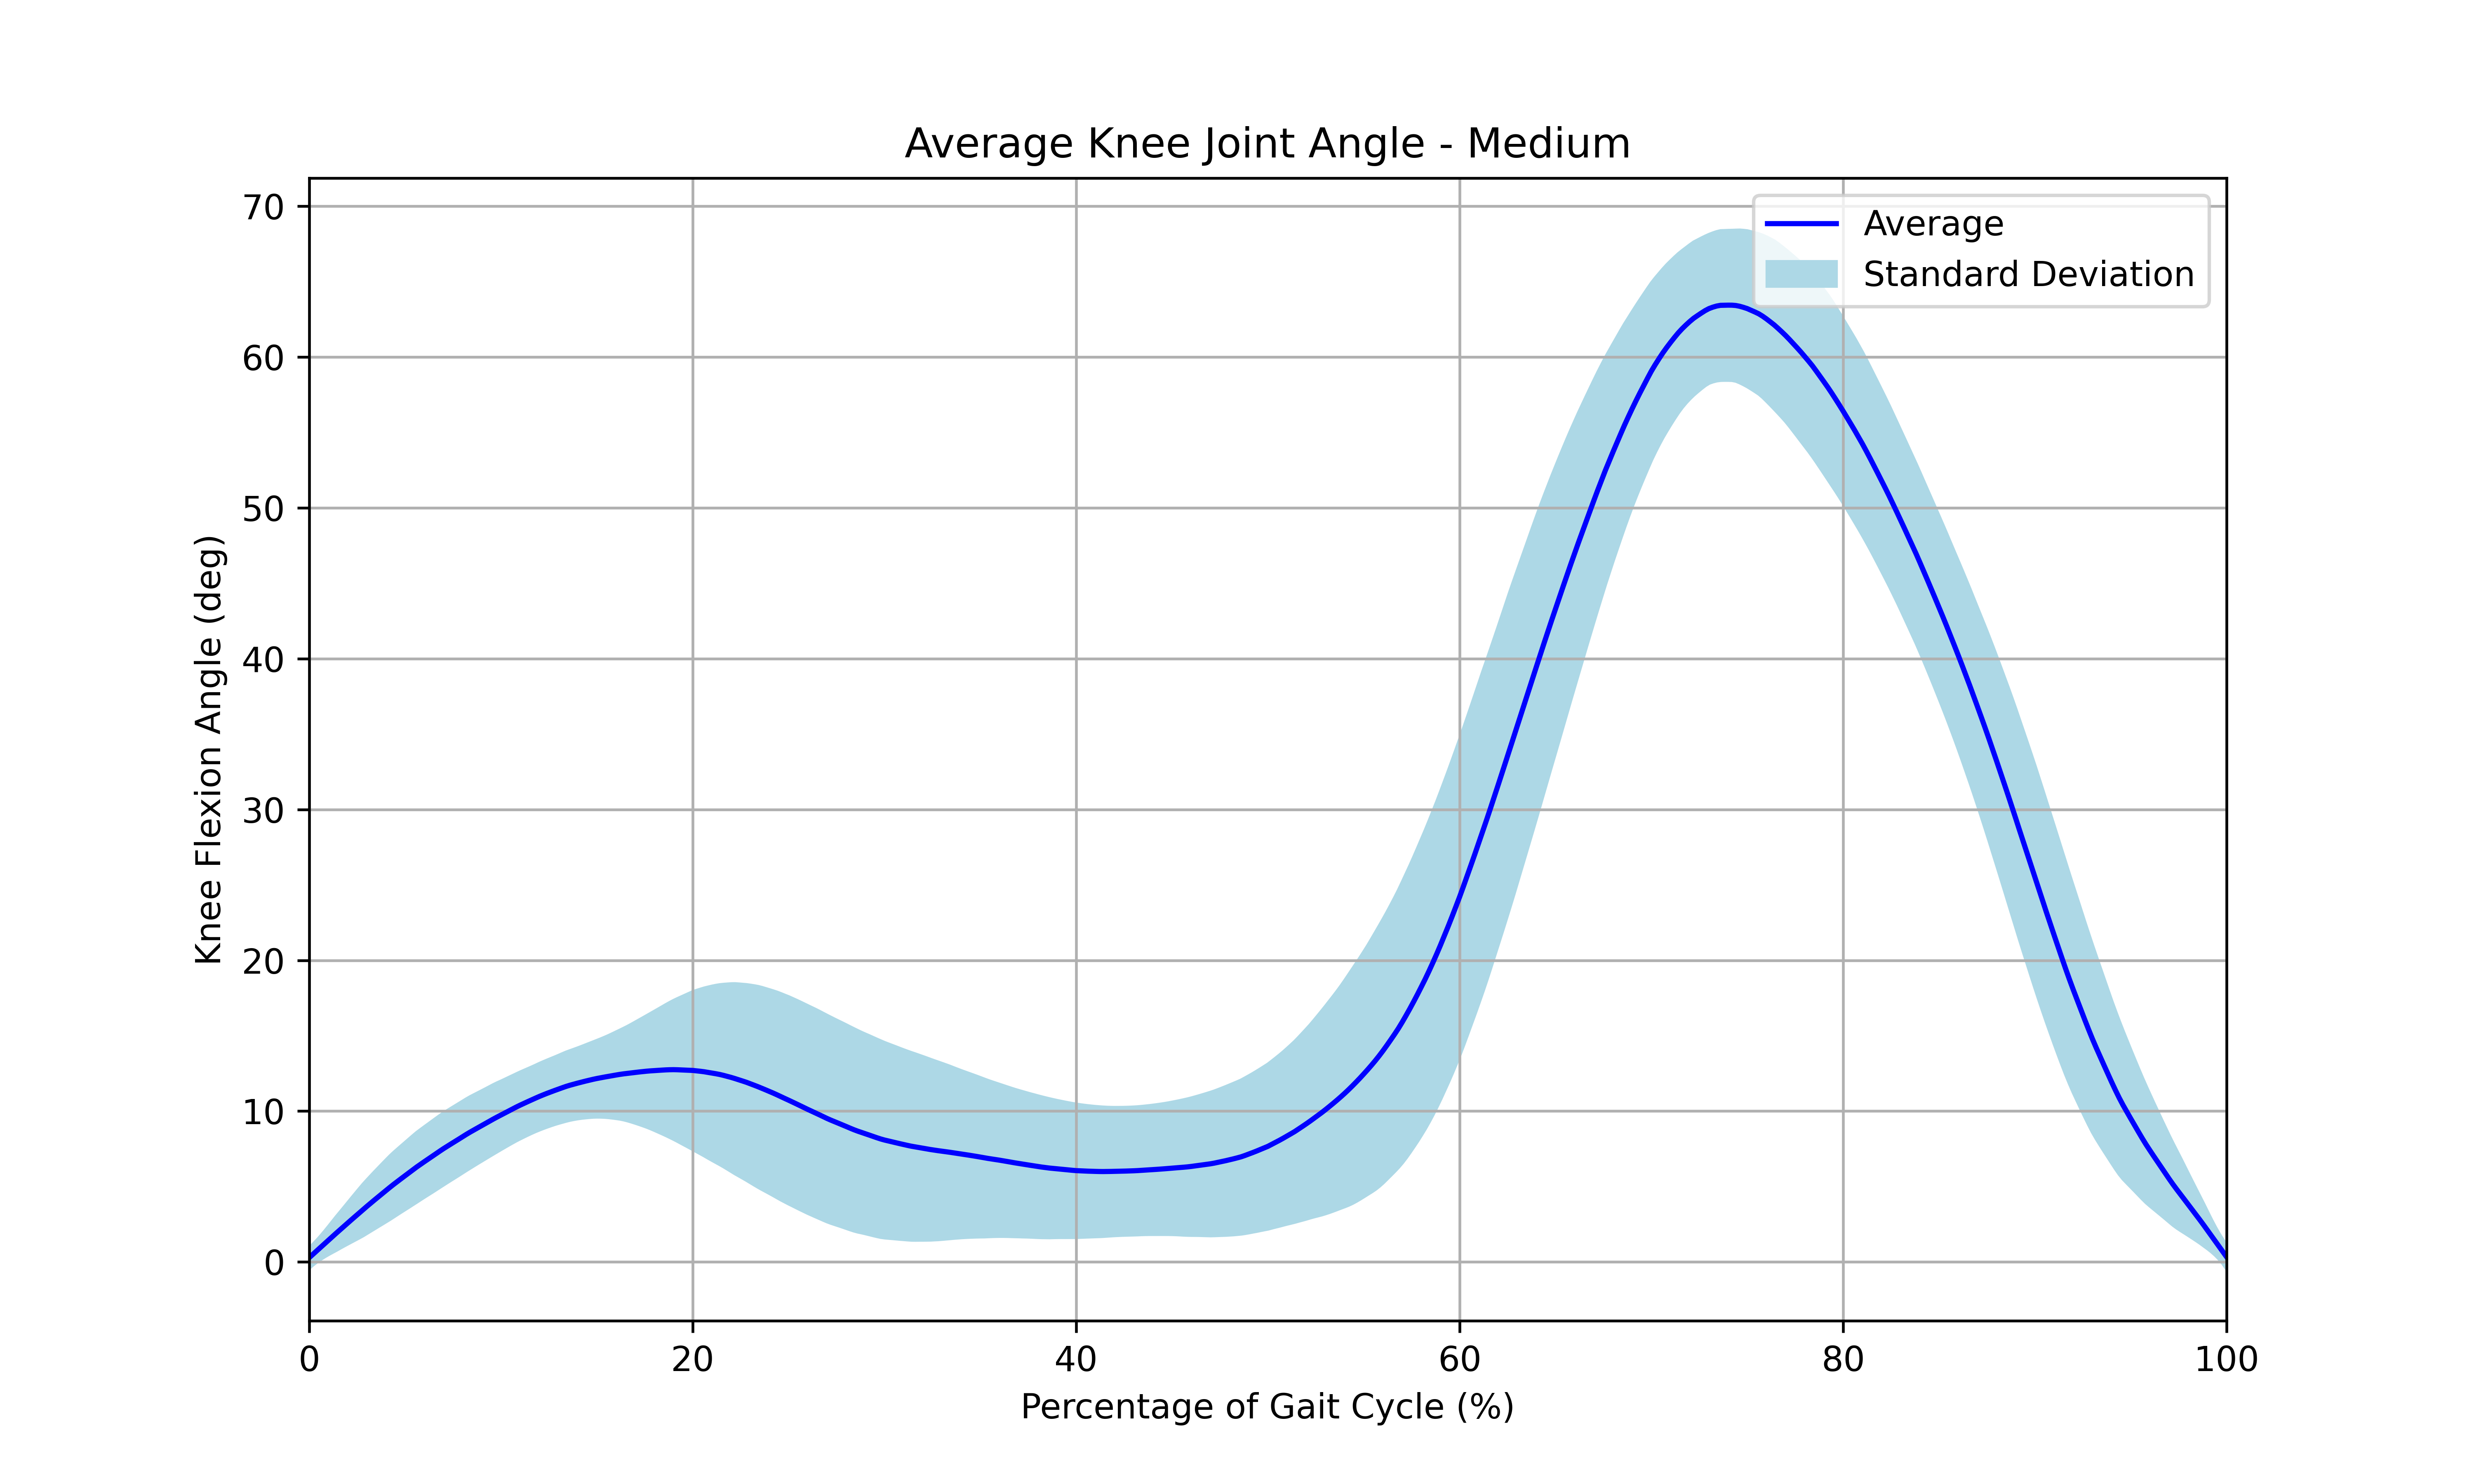 Average Knee Joint Angle - Medium
Average
Standard Deviation
70
60
50
40
30
20
10
0
Knee Flexion Angle (deg)
0 20 40 60 80 100
Percentage of Gait Cycle (%)